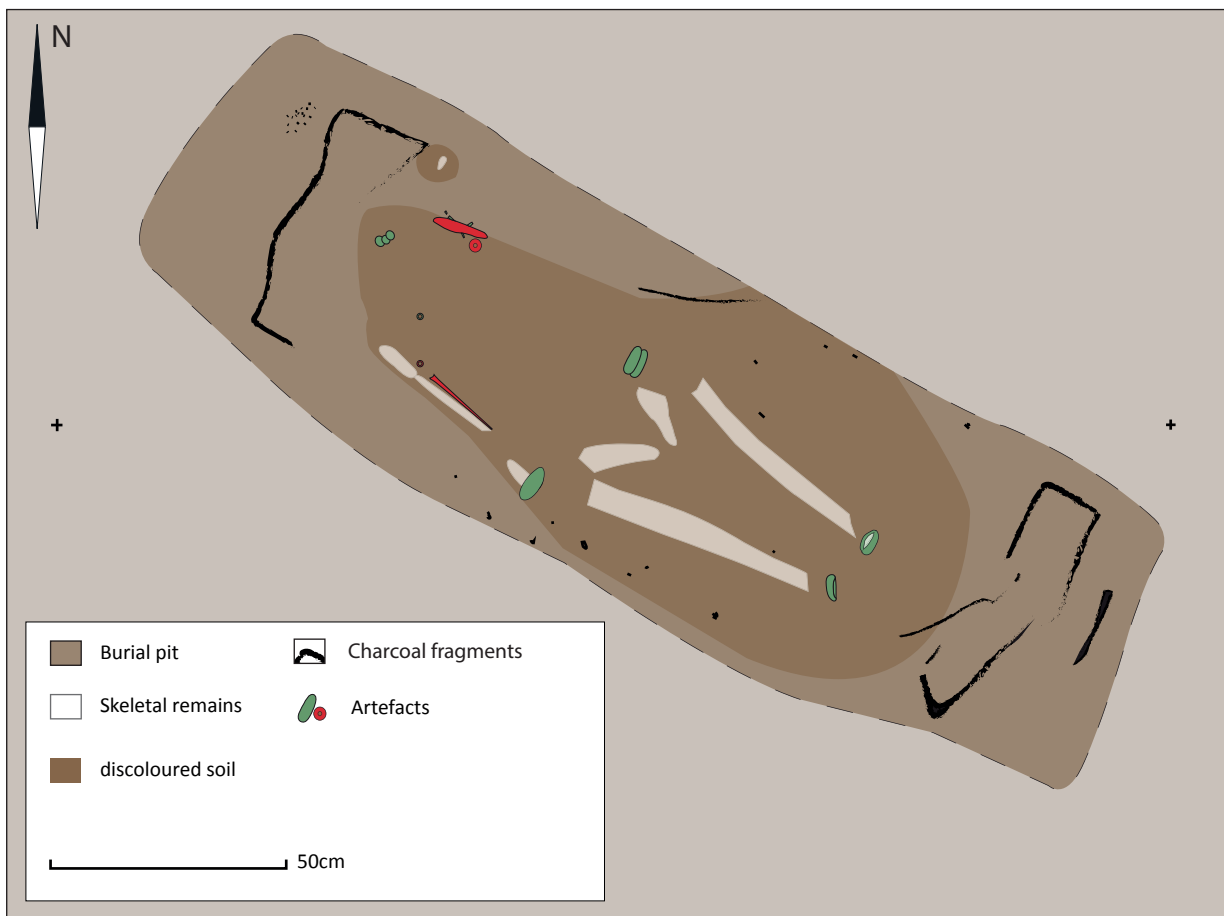 N
Burial pit
Charcoal fragments
Skeletal remains
Artefacts
discoloured soil
50cm